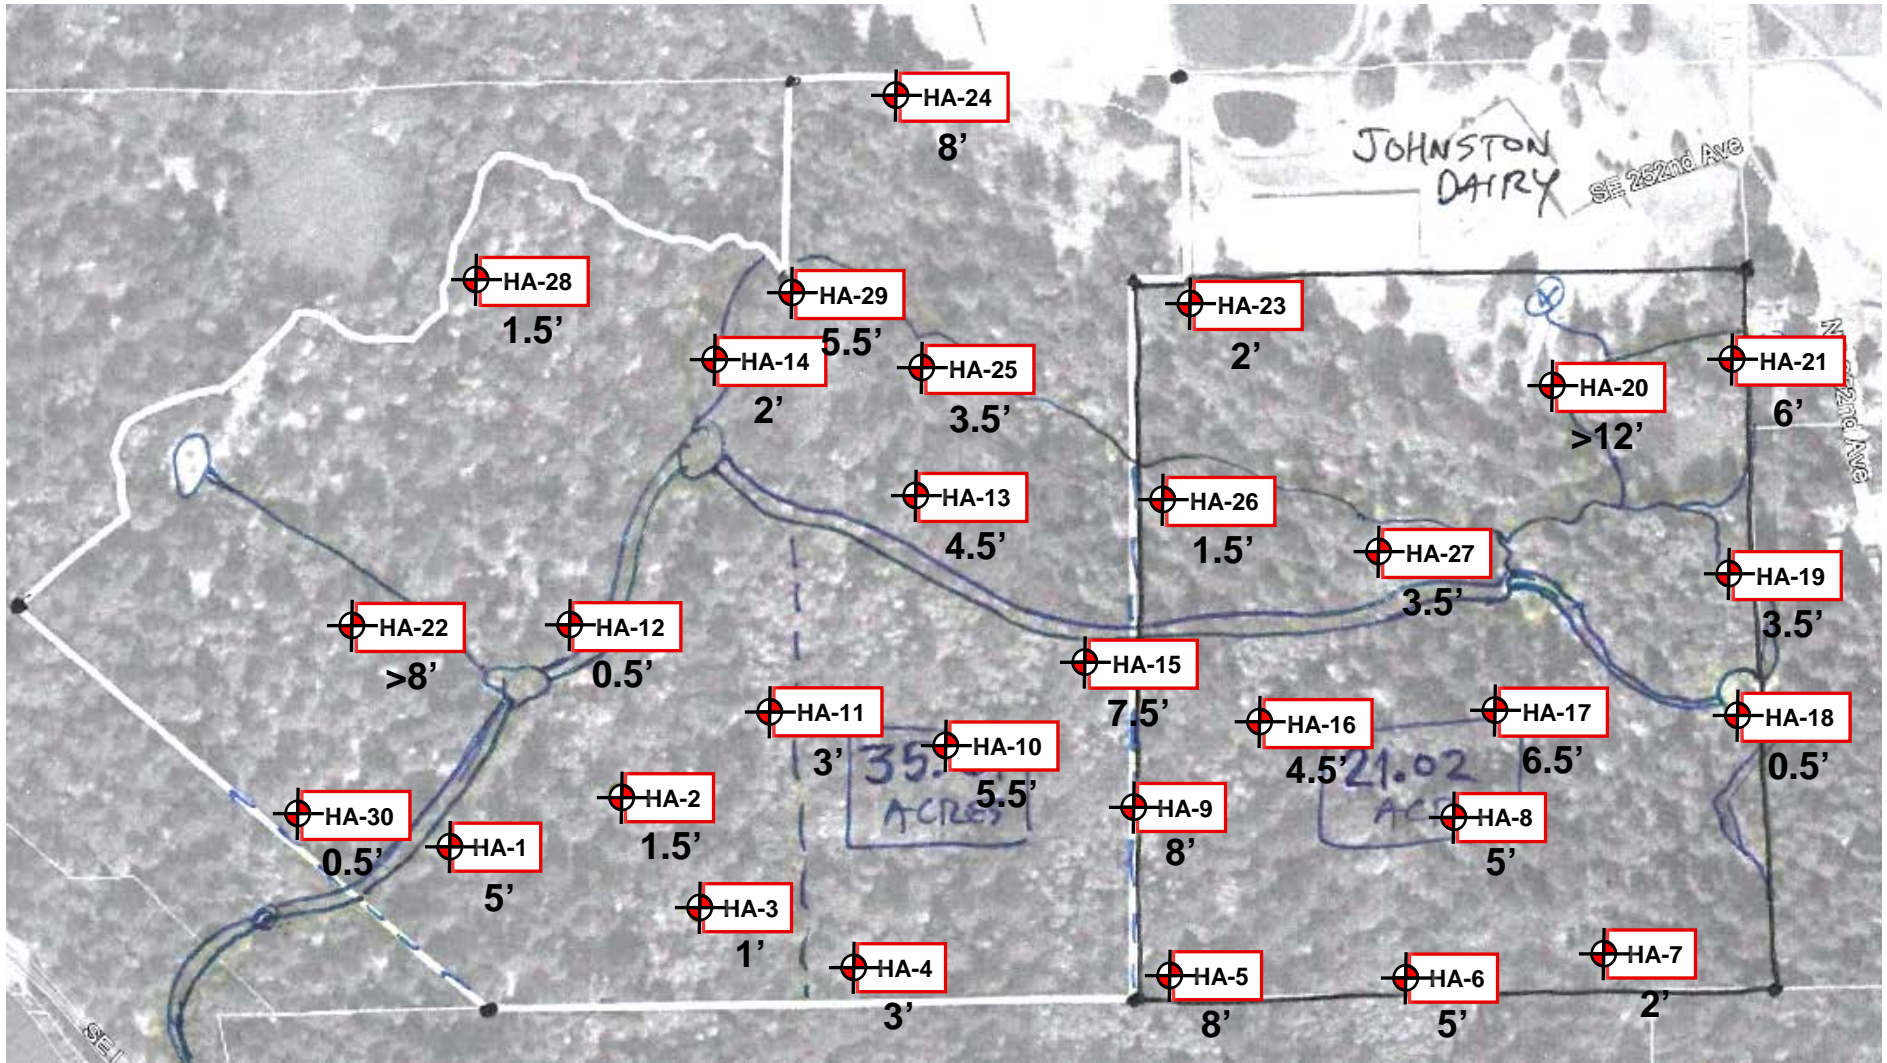 HA-24
8’
JOHNSTON
DAIRY
SE 252nd Ave
HA-28
1.5’
HA-29
5.5’
HA-23
2’
HA-14
2’
HA-25
3.5’
HA-20
>12’
HA-21
6’
HA-13
4.5’
HA-26
1.5’
HA-27
3.5’
HA-19
3.5’
HA-22
>8’
HA-12
0.5’
HA-15
7.5’
HA-11
3’
HA-10
5.5’
HA-16
4.5’
HA-17
6.5’
HA-18
0.5’
21.02
ACRES
HA-30
0.5’
HA-1
5’
HA-2
1.5’
HA-9
8’
HA-8
5’
HA-3
1’
HA-4
3’
HA-5
8’
HA-6
5’
HA-7
2’